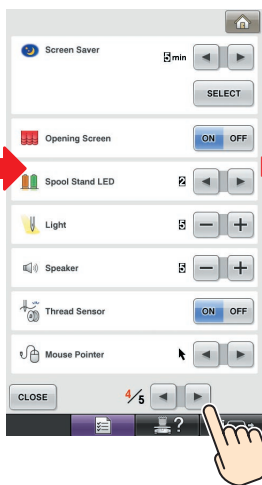 Screen Saver 5 min
SELECT
Opening Screen ON OFF
Spool Stand LED 2
Light 5 − +
Speaker 5 − +
Thread Sensor ON OFF
Mouse Pointer
CLOSE 4/5
?